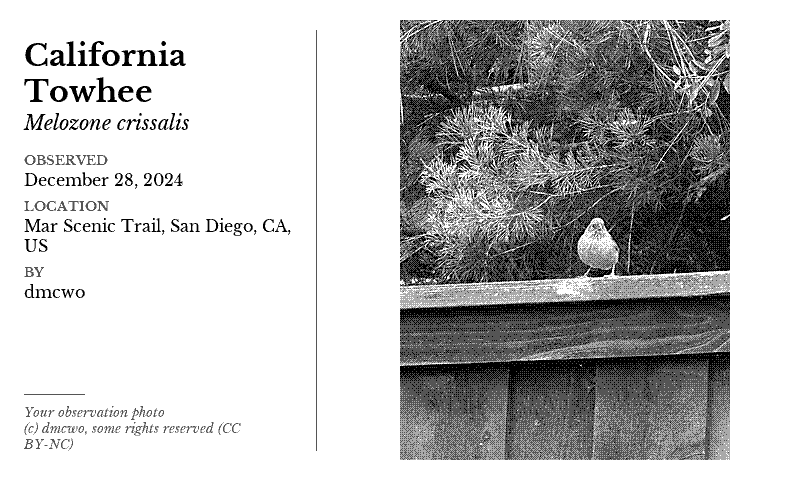 California
Towhee
Melozone crissalis
OBSERVED
December 28, 2024
LOCATION
Mar Scenic Trail, San Diego, CA,
US
BY
dmcwo
Your observation photo
(c) dmcwo, some rights reserved (CC
BY-NC)